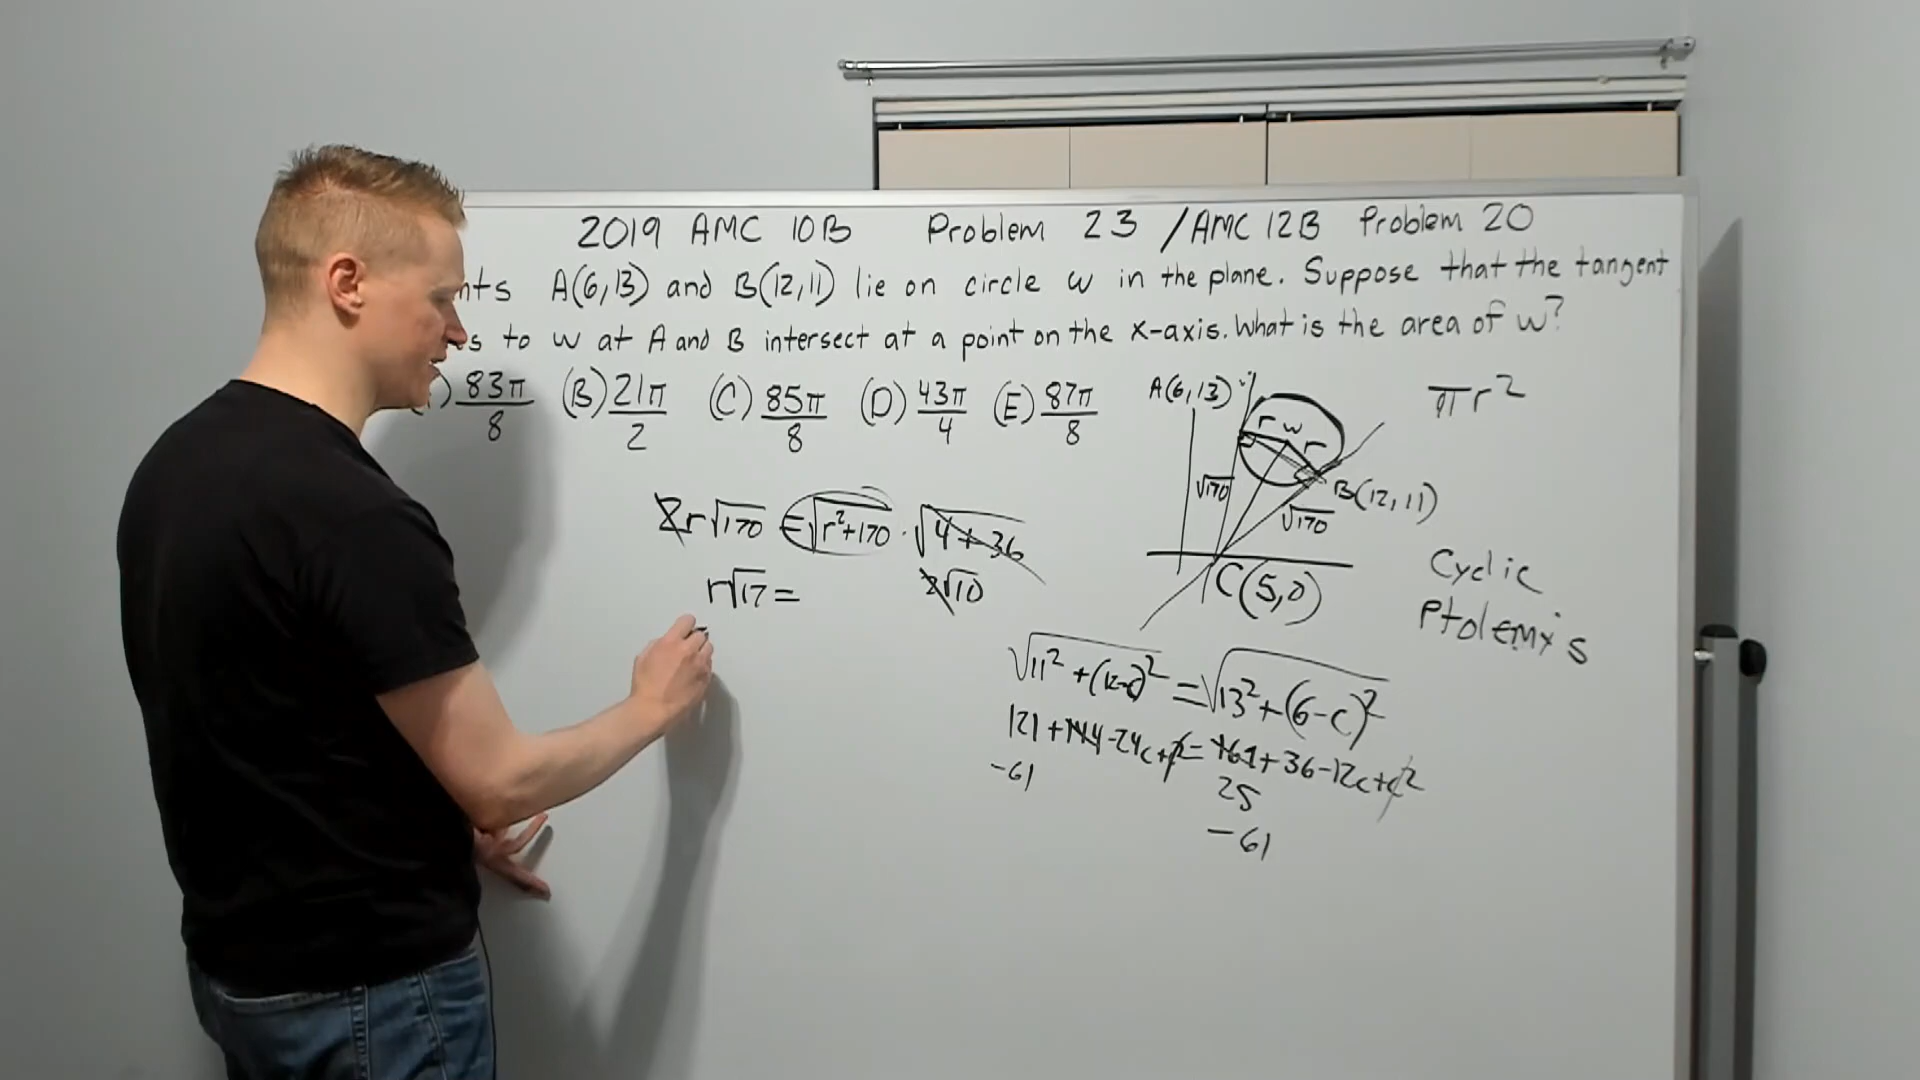 2019 AMC 10B Problem 23 / AMC 12B Problem 20
nts A(6,13) and B(12,11) lie on circle w in the plane. Suppose that the tangent
s to w at A and B intersect at a point on the x-axis. What is the area of w?
) 83π/8 (B) 21π/2 (C) 85π/8 (D) 43π/4 (E) 87π/8
πr²
A(6,13)
r w r
√170
B(12,11)
√170
C(5,0)
Cyclic
Ptolemy's
2r√170 = √(r²+170) · √(4+36)
r√17 =
2√10
√(11²+(12-c)²) = √(13²+(6-c)²)
121+144-24c+c² = 169+36-12c+c²
-61
25
-61